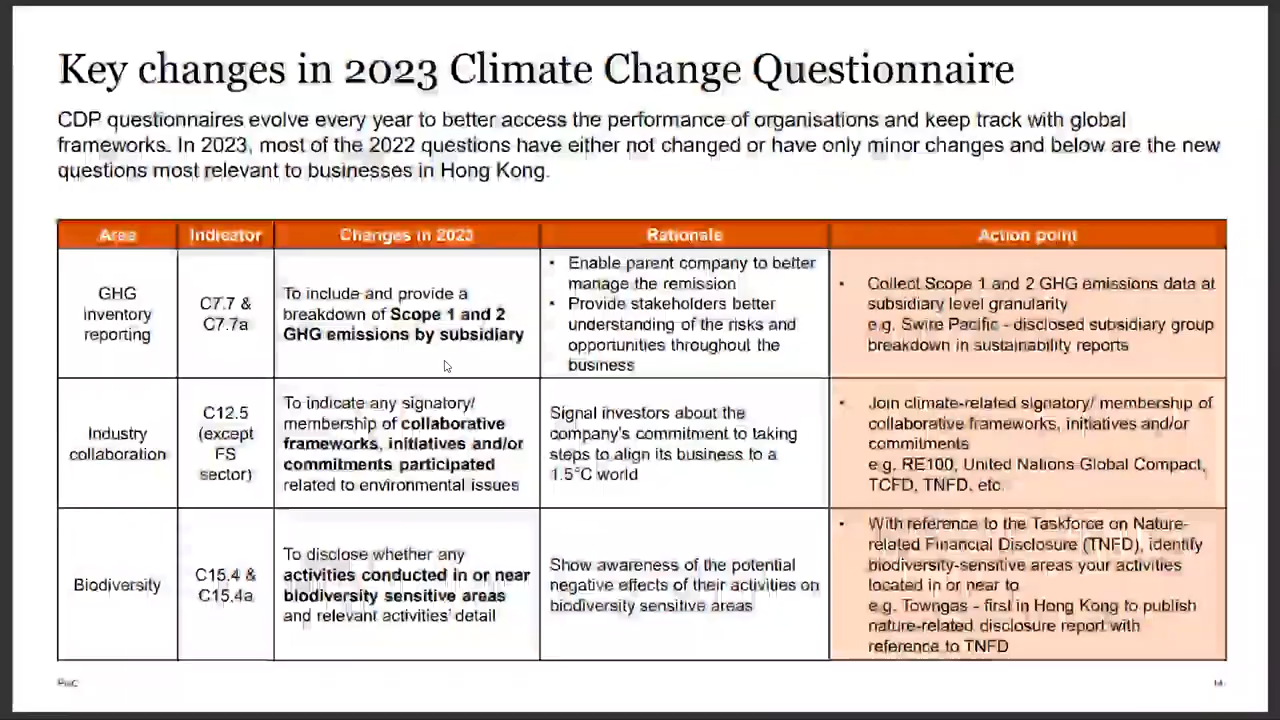 Key changes in 2023 Climate Change Questionnaire
CDP questionnaires evolve every year to better access the performance of organisations and keep track with global
frameworks. In 2023, most of the 2022 questions have either not changed or have only minor changes and below are the new
questions most relevant to businesses in Hong Kong.
Area Indicator Changes in 2023 Rationale Action point
GHG
inventory
reporting
C7.7 &
C7.7a
To include and provide a
breakdown of Scope 1 and 2
GHG emissions by subsidiary
• Enable parent company to better
manage the remission
• Provide stakeholders better
understanding of the risks and
opportunities throughout the
business
• Collect Scope 1 and 2 GHG emissions data at
subsidiary level granularity
e.g. Swire Pacific - disclosed subsidiary group
breakdown in sustainability reports
Industry
collaboration
C12.5
(except
FS
sector)
To indicate any signatory/
membership of collaborative
frameworks, initiatives and/or
commitments participated
related to environmental issues
Signal investors about the
company's commitment to taking
steps to align its business to a
1.5°C world
• Join climate-related signatory/ membership of
collaborative frameworks, initiatives and/or
commitments
e.g. RE100, United Nations Global Compact,
TCFD, TNFD, etc.
Biodiversity
C15.4 &
C15.4a
To disclose whether any
activities conducted in or near
biodiversity sensitive areas
and relevant activities' detail
Show awareness of the potential
negative effects of their activities on
biodiversity sensitive areas
• With reference to the Taskforce on Nature-
related Financial Disclosure (TNFD), identify
biodiversity-sensitive areas your activities
located in or near to
e.g. Towngas - first in Hong Kong to publish
nature-related disclosure report with
reference to TNFD
PwC